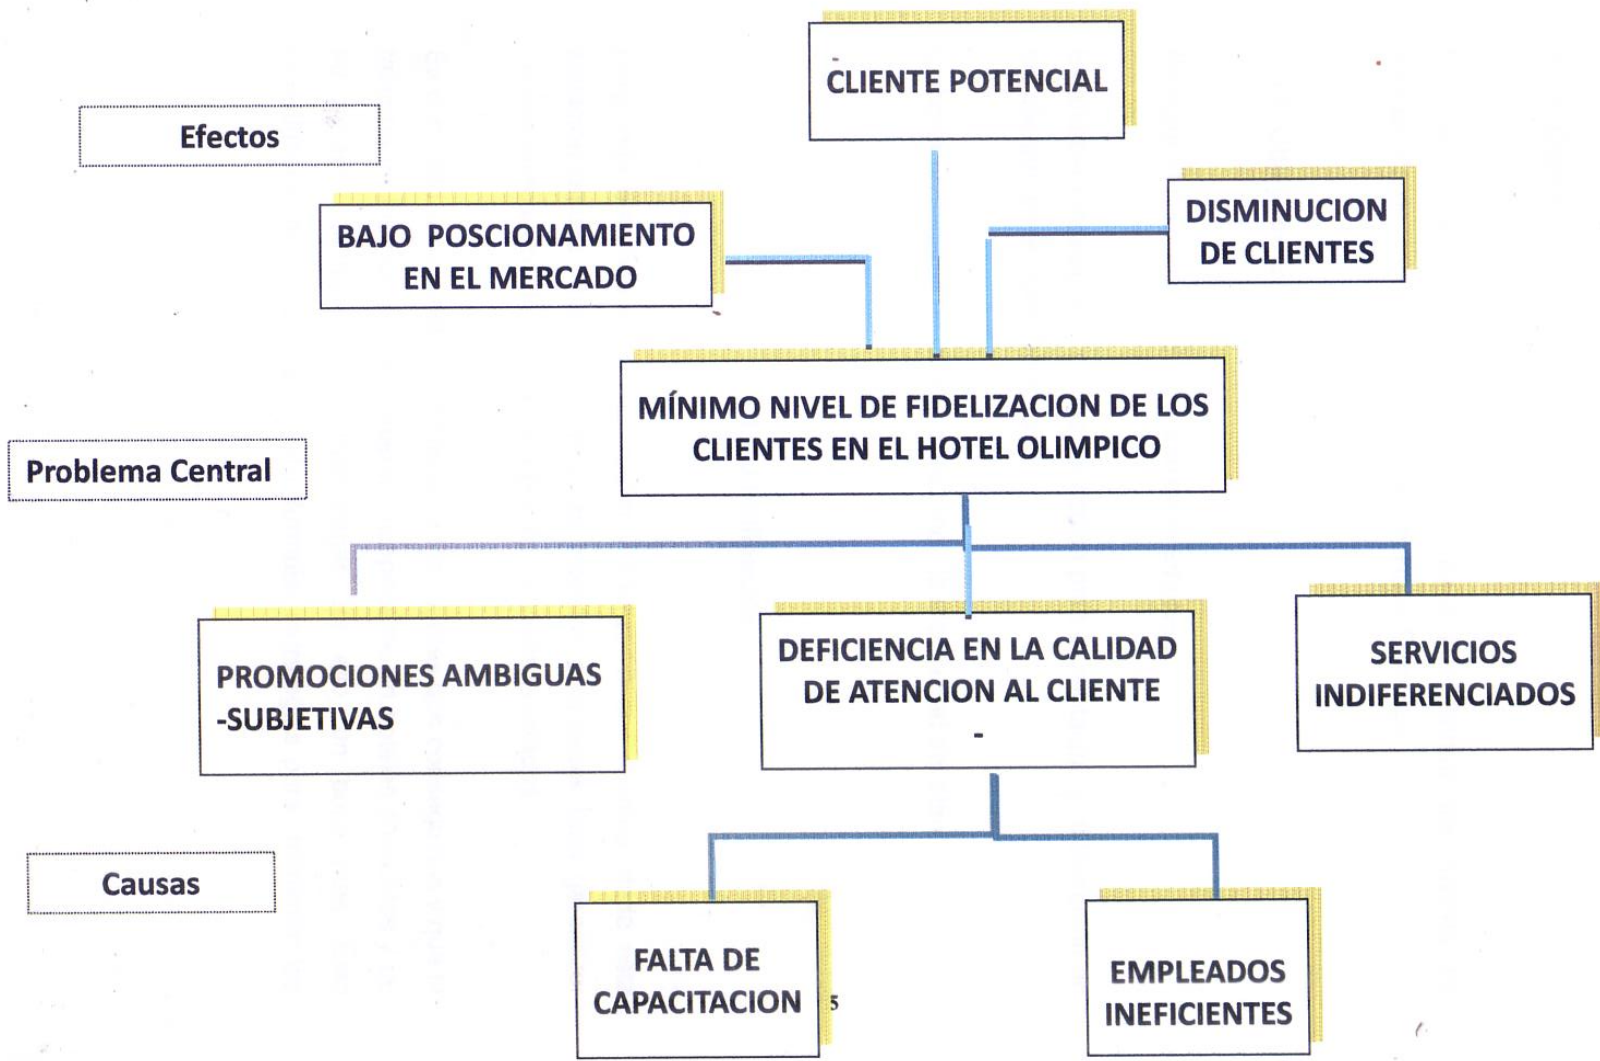 CLIENTE POTENCIAL
Efectos
BAJO POSCIONAMIENTO
EN EL MERCADO
DISMINUCION
DE CLIENTES
MÍNIMO NIVEL DE FIDELIZACION DE LOS
CLIENTES EN EL HOTEL OLIMPICO
Problema Central
PROMOCIONES AMBIGUAS
-SUBJETIVAS
DEFICIENCIA EN LA CALIDAD
DE ATENCION AL CLIENTE
-
SERVICIOS
INDIFERENCIADOS
Causas
FALTA DE
CAPACITACION
5
EMPLEADOS
INEFICIENTES